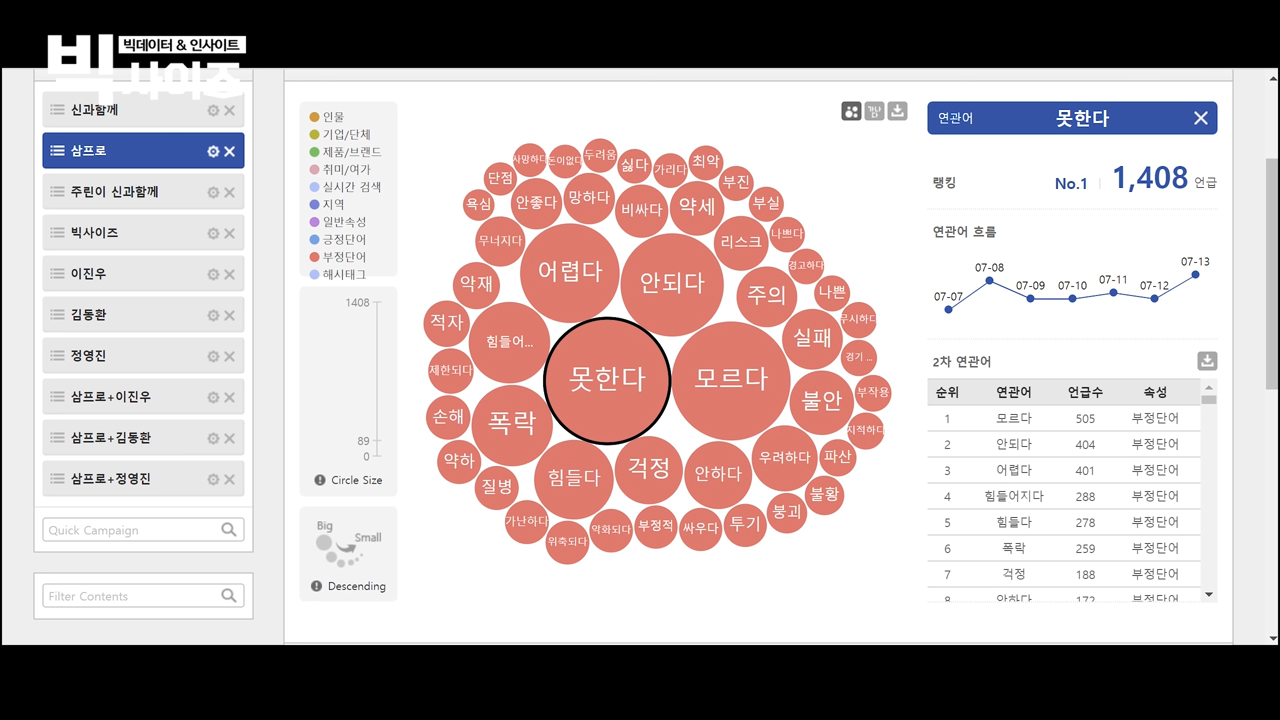 빅데이터 & 인사이트
빅사이즈
신과함께
삼프로
주린이 신과함께
빅사이즈
이진우
김동환
정영진
삼프로+이진우
삼프로+김동환
삼프로+정영진
Quick Campaign
Filter Contents
인물
기업/단체
제품/브랜드
취미/여가
실시간 검색
지역
일반속성
긍정단어
부정단어
해시태그
1408
89
0
Circle Size
Big
Small
Descending
사망하다
돈이없다
두려움
싫다
가리다
최악
단점
부진
욕심
안좋다
망하다
비싸다
약세
부실
무너지다
어렵다
안되다
리스크
나쁘다
경고하다
악재
주의
나쁜
적자
힘들어...
실패
무시하다
제한되다
못한다
모르다
경기 ...
손해
폭락
불안
부작용
지적하다
약하
힘들다
걱정
안하다
우려하다
파산
질병
불황
가난하다
위축되다
악화되다
부정적
싸우다
투기
붕괴
연관어 못한다
랭킹 No.1 1,408 언급
연관어 흐름
07-07 07-08 07-09 07-10 07-11 07-12 07-13
2차 연관어
순위 연관어 언급수 속성
1 모르다 505 부정단어
2 안되다 404 부정단어
3 어렵다 401 부정단어
4 힘들어지다 288 부정단어
5 힘들다 278 부정단어
6 폭락 259 부정단어
7 걱정 188 부정단어
8 안하다 172 부정단어